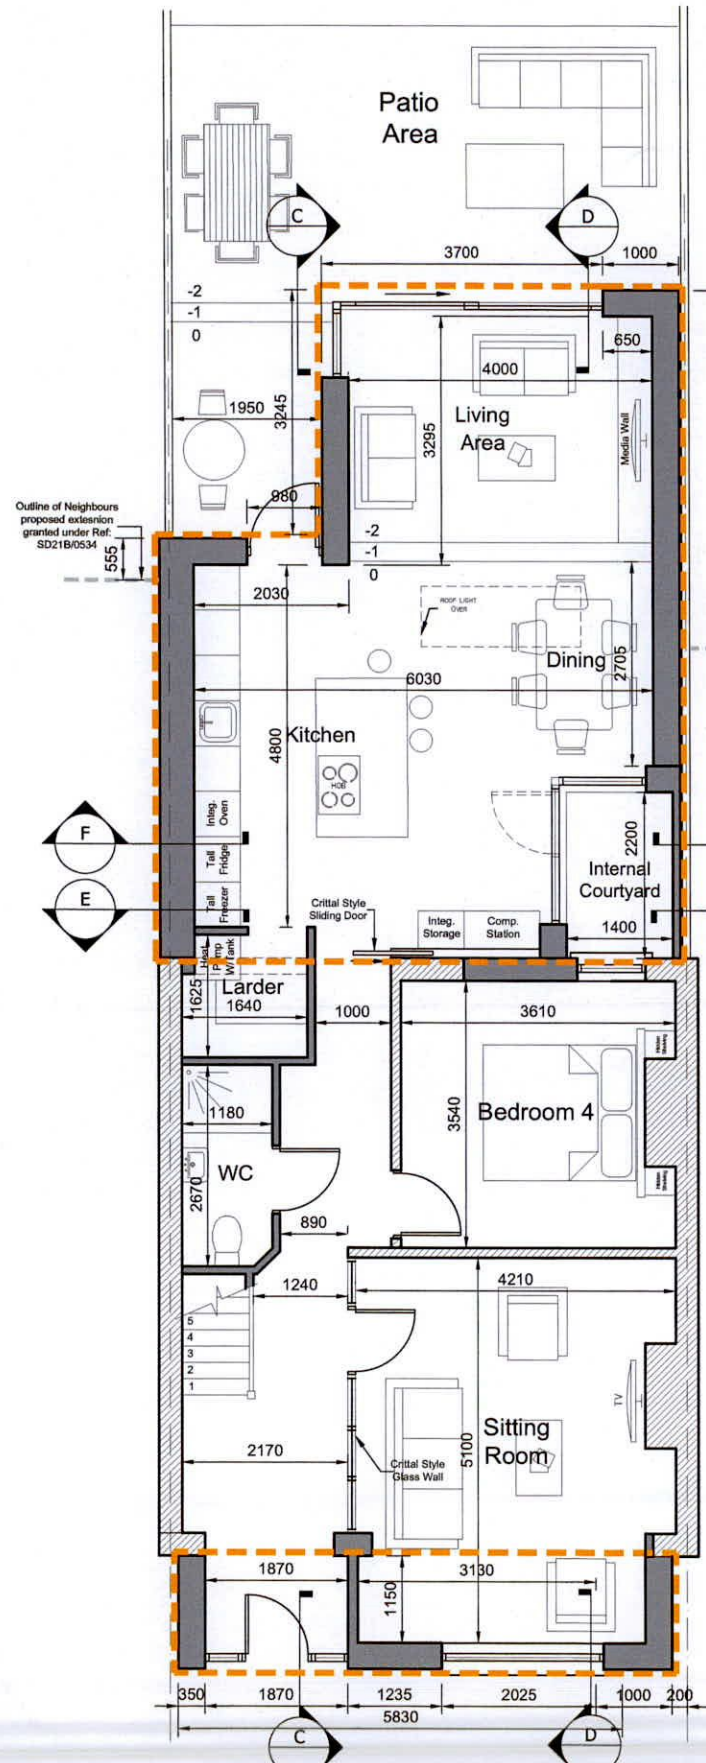 Patio
Area
C
D
3700
1000
-2
-1
0
650
4000
1950
3245
3295
Living
Area
Media Wall
980
Outline of Neighbours
proposed extesnion
granted under Ref:
SD21B/0534
555
-2
-1
0
2030
ROOF LIGHT
OVER
Dining
2705
6030
4800
Kitchen
HOB
Integ.
Oven
F
Tall
Fridge
2200
Internal
Courtyard
E
Tall
Freezer
Crittal Style
Sliding Door
Integ.
Storage
Comp.
Station
1400
Heat
Pump
W/Tank
Larder
1625
1640
1000
3610
Hidden
Shelving
1180
3540
Bedroom 4
WC
2670
Hidden
Shelving
890
1240
4210
5
4
3
2
1
TV
Sitting
Room
5100
2170
Crittal Style
Glass Wall
1870
3130
1150
350
1870
1235
2025
1000
200
5830
C
D